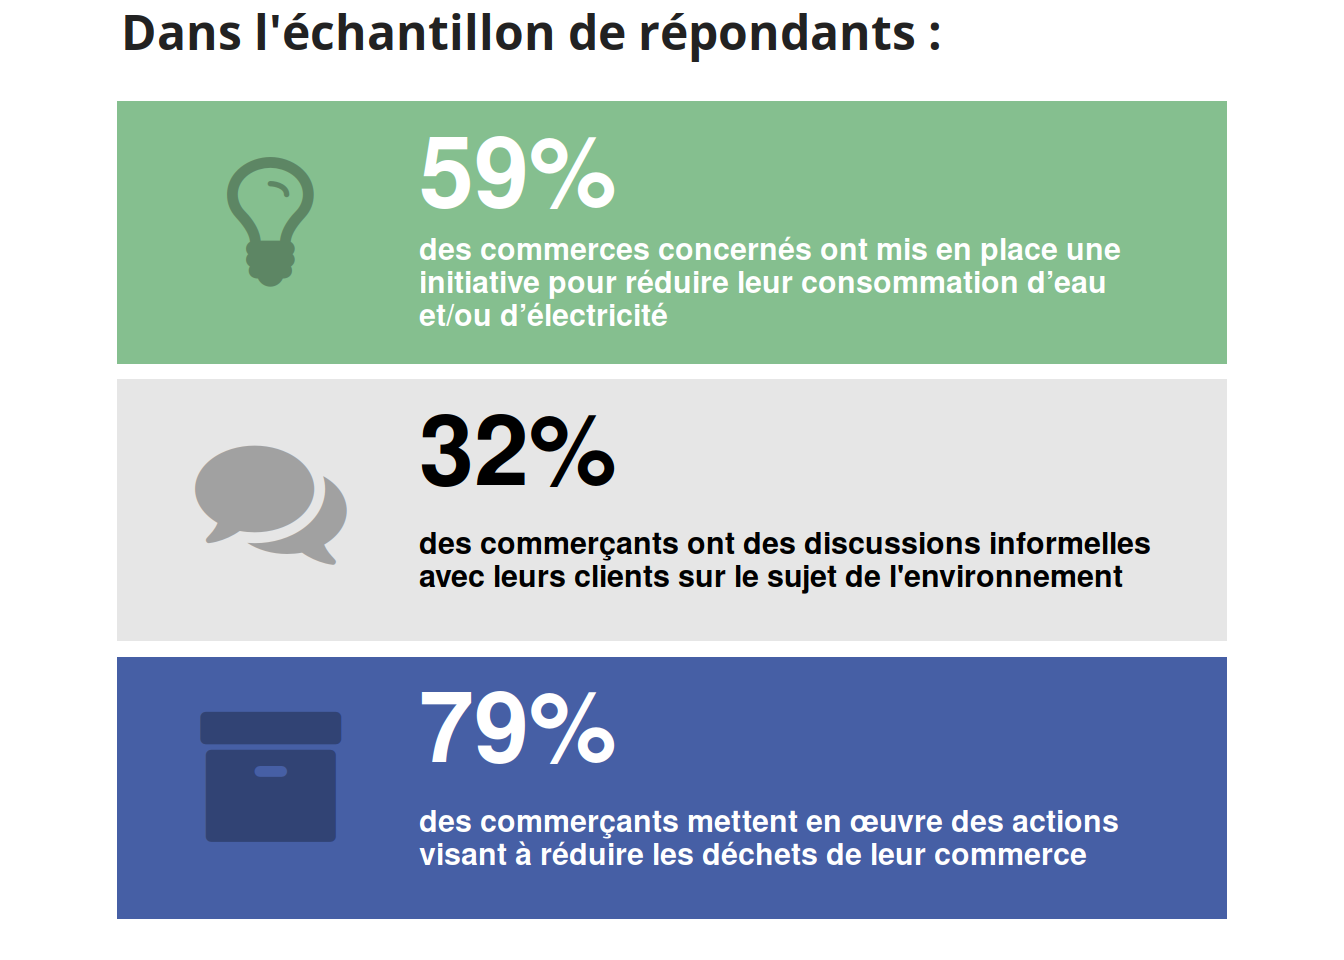 Dans l'échantillon de répondants :
59%
des commerces concernés ont mis en place une
initiative pour réduire leur consommation d’eau
et/ou d’électricité
32%
des commerçants ont des discussions informelles
avec leurs clients sur le sujet de l'environnement
79%
des commerçants mettent en œuvre des actions
visant à réduire les déchets de leur commerce